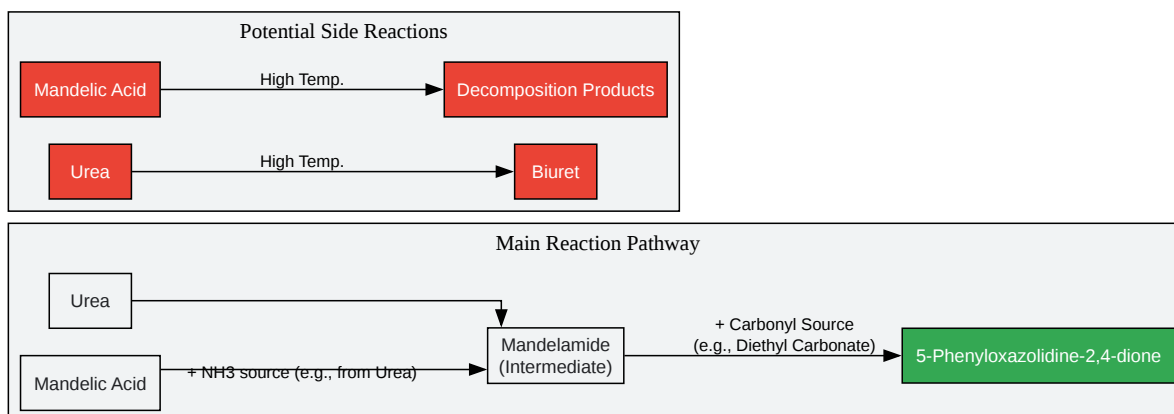 Potential Side Reactions
Mandelic Acid
High Temp.
Decomposition Products
Urea
High Temp.
Biuret
Main Reaction Pathway
Urea
Mandelic Acid
+ NH3 source (e.g., from Urea)
Mandelamide
(Intermediate)
+ Carbonyl Source
(e.g., Diethyl Carbonate)
5-Phenyloxazolidine-2,4-dione